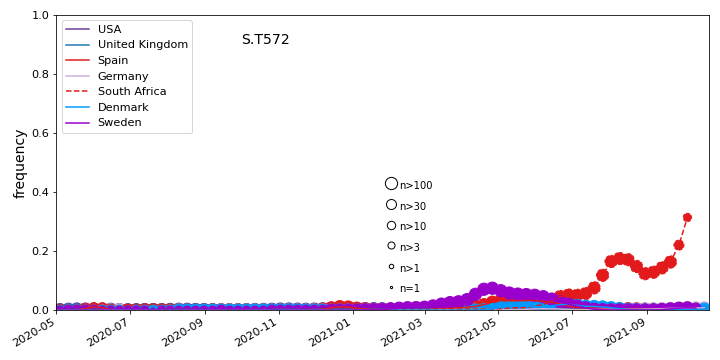 S.T572
USA
United Kingdom
Spain
Germany
South Africa
Denmark
Sweden
frequency
1.0
0.8
0.6
0.4
0.2
0.0
n>100
n>30
n>10
n>3
n>1
n=1
2020-05
2020-07
2020-09
2020-11
2021-01
2021-03
2021-05
2021-07
2021-09